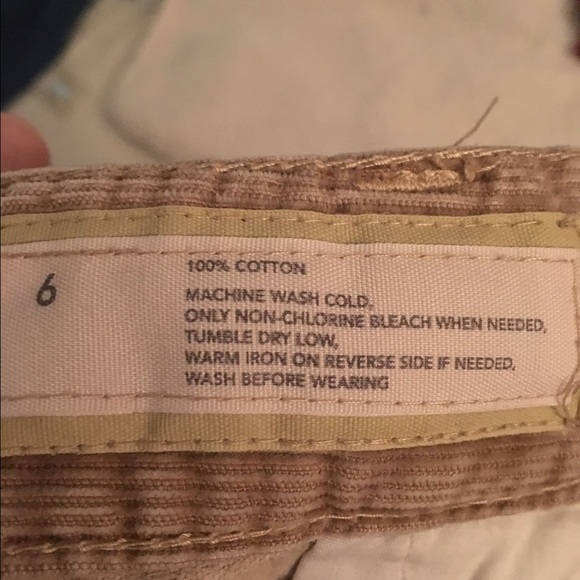 6
100% COTTON
MACHINE WASH COLD,
ONLY NON-CHLORINE BLEACH WHEN NEEDED,
TUMBLE DRY LOW,
WARM IRON ON REVERSE SIDE IF NEEDED,
WASH BEFORE WEARING